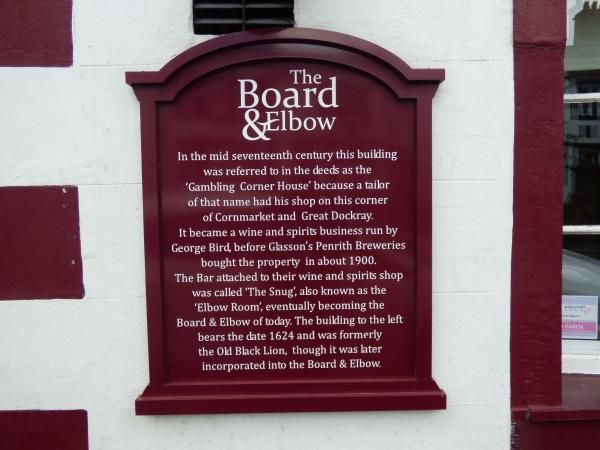 The
Board
&Elbow
In the mid seventeenth century this building
was referred to in the deeds as the
‘Gambling Corner House’ because a tailor
of that name had his shop on this corner
of Cornmarket and Great Dockray.
It became a wine and spirits business run by
George Bird, before Glasson’s Penrith Breweries
bought the property in about 1900.
The Bar attached to their wine and spirits shop
was called ‘The Snug’, also known as the
‘Elbow Room’, eventually becoming the
Board & Elbow of today. The building to the left
bears the date 1624 and was formerly
the Old Black Lion, though it was later
incorporated into the Board & Elbow.